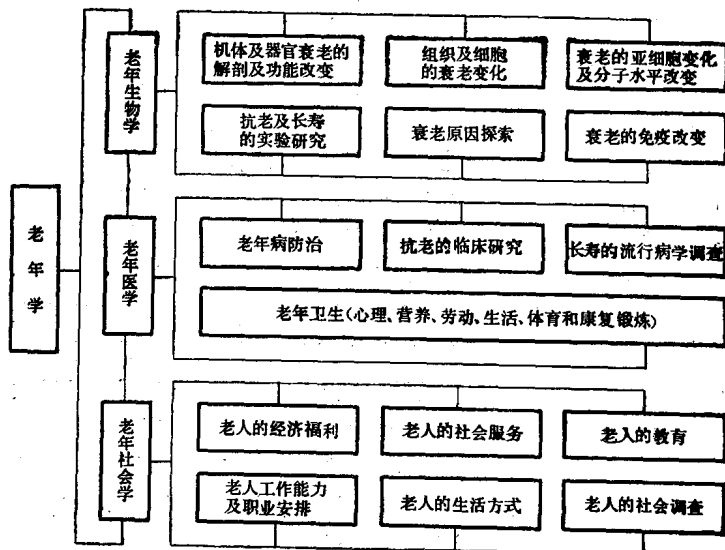 老年学
老年生物学
机体及器官衰老的
解剖及功能改变
组织及细胞
的衰老变化
衰老的亚细胞变化
及分子水平改变
抗老及长寿
的实验研究
衰老原因探索
衰老的免疫改变
老年医学
老年病防治
抗老的临床研究
长寿的流行病学调查
老年卫生(心理、营养、劳动、生活、体育和康复锻炼)
老年社会学
老人的经济福利
老人的社会服务
老入的教育
老人工作能力
及职业安排
老人的生活方式
老人的社会调查